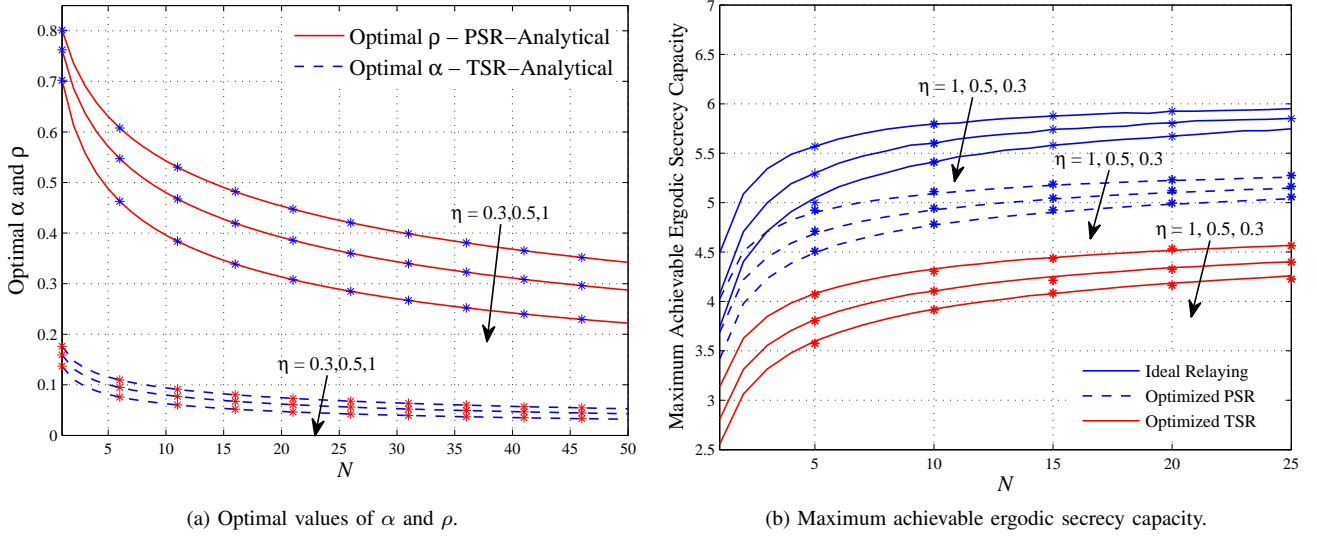 0.8
0.7
0.6
0.5
0.4
0.3
0.2
0.1
0
Optimal α and ρ
Optimal ρ – PSR–Analytical
Optimal α – TSR–Analytical
η = 0.3,0.5,1
η = 0.3,0.5,1
5 10 15 20 25 30 35 40 45 50
N
(a) Optimal values of α and ρ.
7
6.5
6
5.5
5
4.5
4
3.5
3
2.5
Maximum Achievable Ergodic Secrecy Capacity
η = 1, 0.5, 0.3
η = 1, 0.5, 0.3
η = 1, 0.5, 0.3
Ideal Relaying
Optimized PSR
Optimized TSR
5 10 15 20 25
N
(b) Maximum achievable ergodic secrecy capacity.